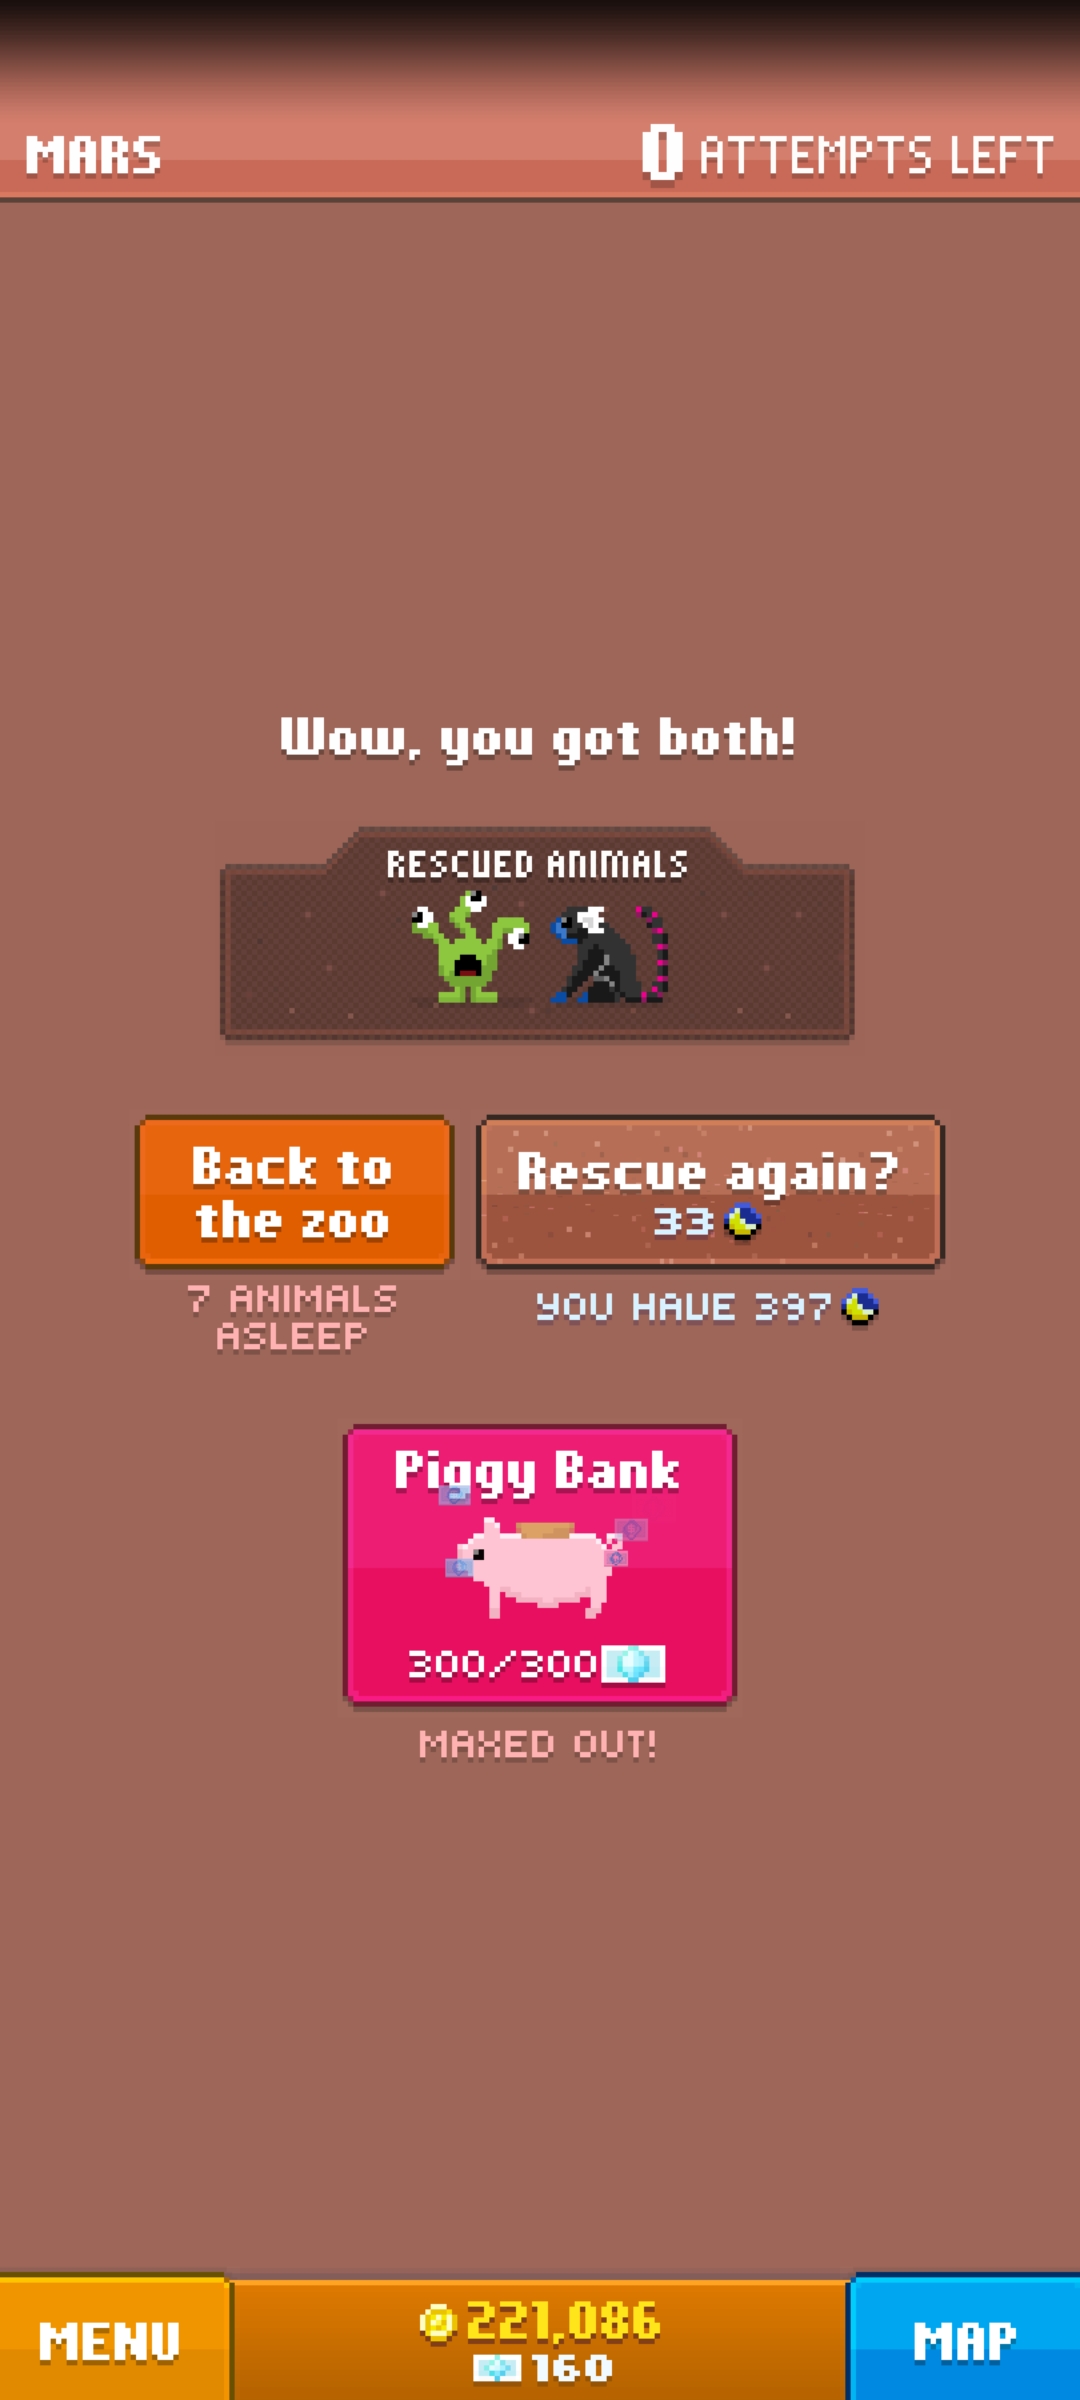 MARS
0 ATTEMPTS LEFT
Wow, you got both!
RESCUED ANIMALS
Back to
the zoo
Rescue again?
33
7 ANIMALS
ASLEEP
YOU HAVE 397
Piggy Bank
300/300
MAXED OUT!
MENU
221,086
160
MAP